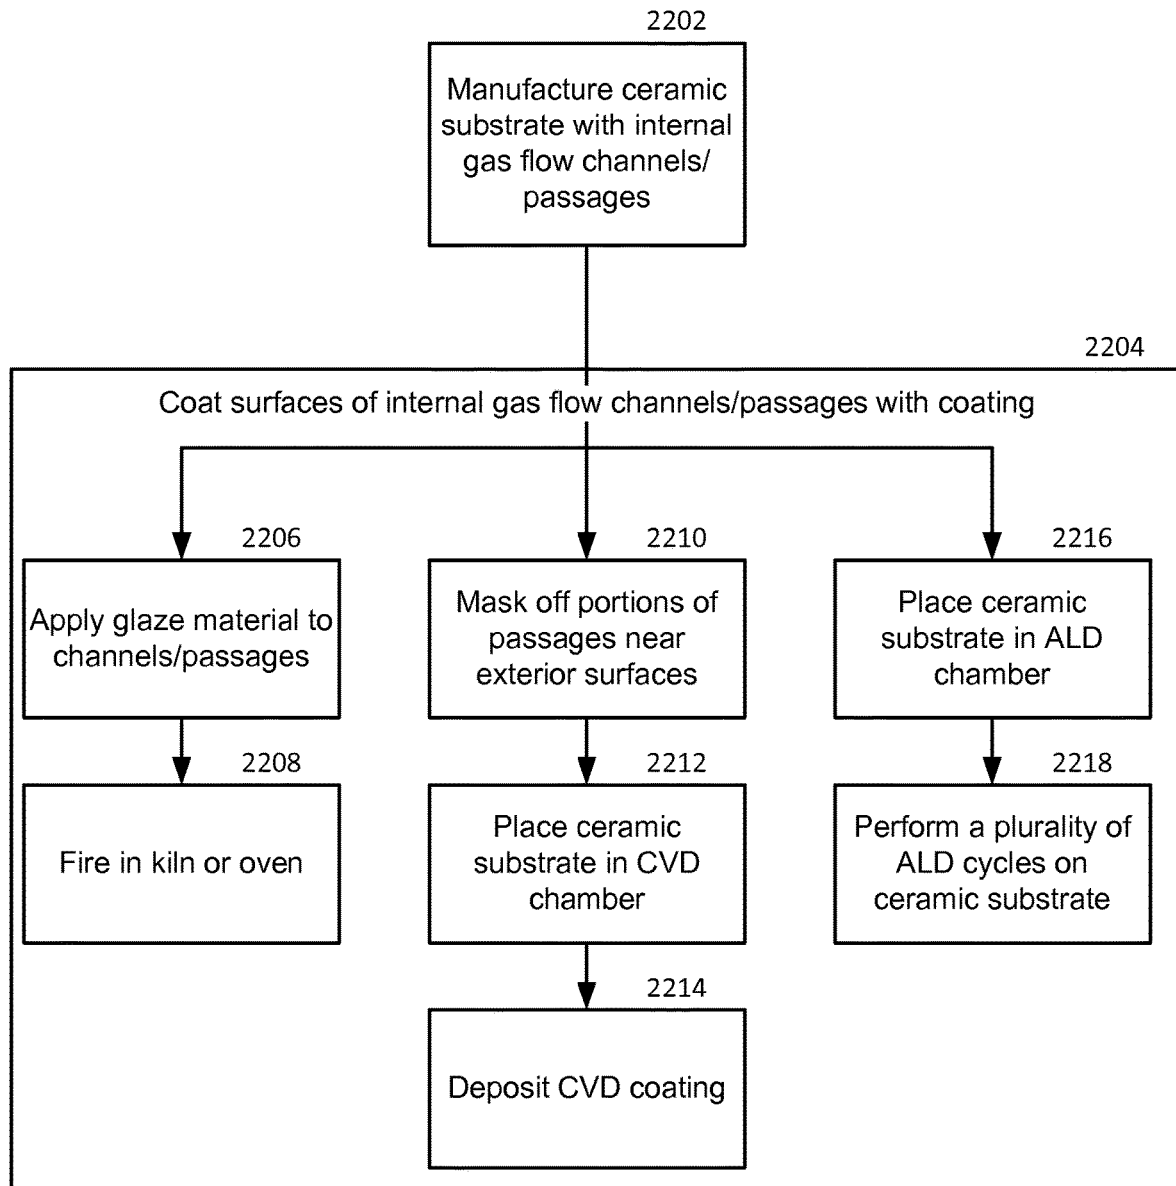 2202
Manufacture ceramic
substrate with internal
gas flow channels/
passages
2204
Coat surfaces of internal gas flow channels/passages with coating
2206
Apply glaze material to
channels/passages
2208
Fire in kiln or oven
2210
Mask off portions of
passages near
exterior surfaces
2212
Place ceramic
substrate in CVD
chamber
2214
Deposit CVD coating
2216
Place ceramic
substrate in ALD
chamber
2218
Perform a plurality of
ALD cycles on
ceramic substrate